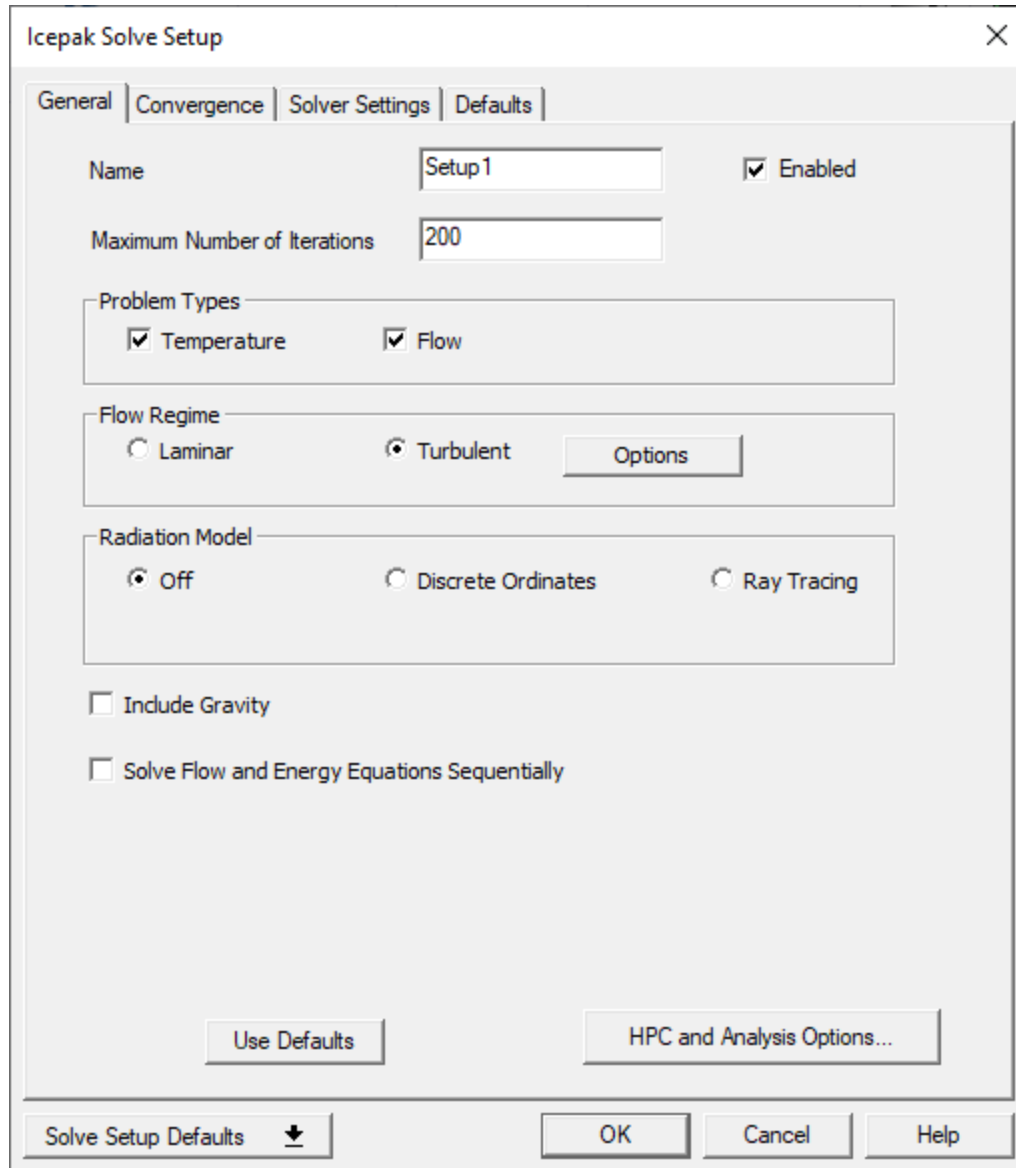 Icepak Solve Setup
General Convergence Solver Settings Defaults
Name Setup1 Enabled
Maximum Number of Iterations 200
Problem Types
Temperature Flow
Flow Regime
Laminar Turbulent Options
Radiation Model
Off Discrete Ordinates Ray Tracing
Include Gravity
Solve Flow and Energy Equations Sequentially
Use Defaults HPC and Analysis Options...
Solve Setup Defaults OK Cancel Help